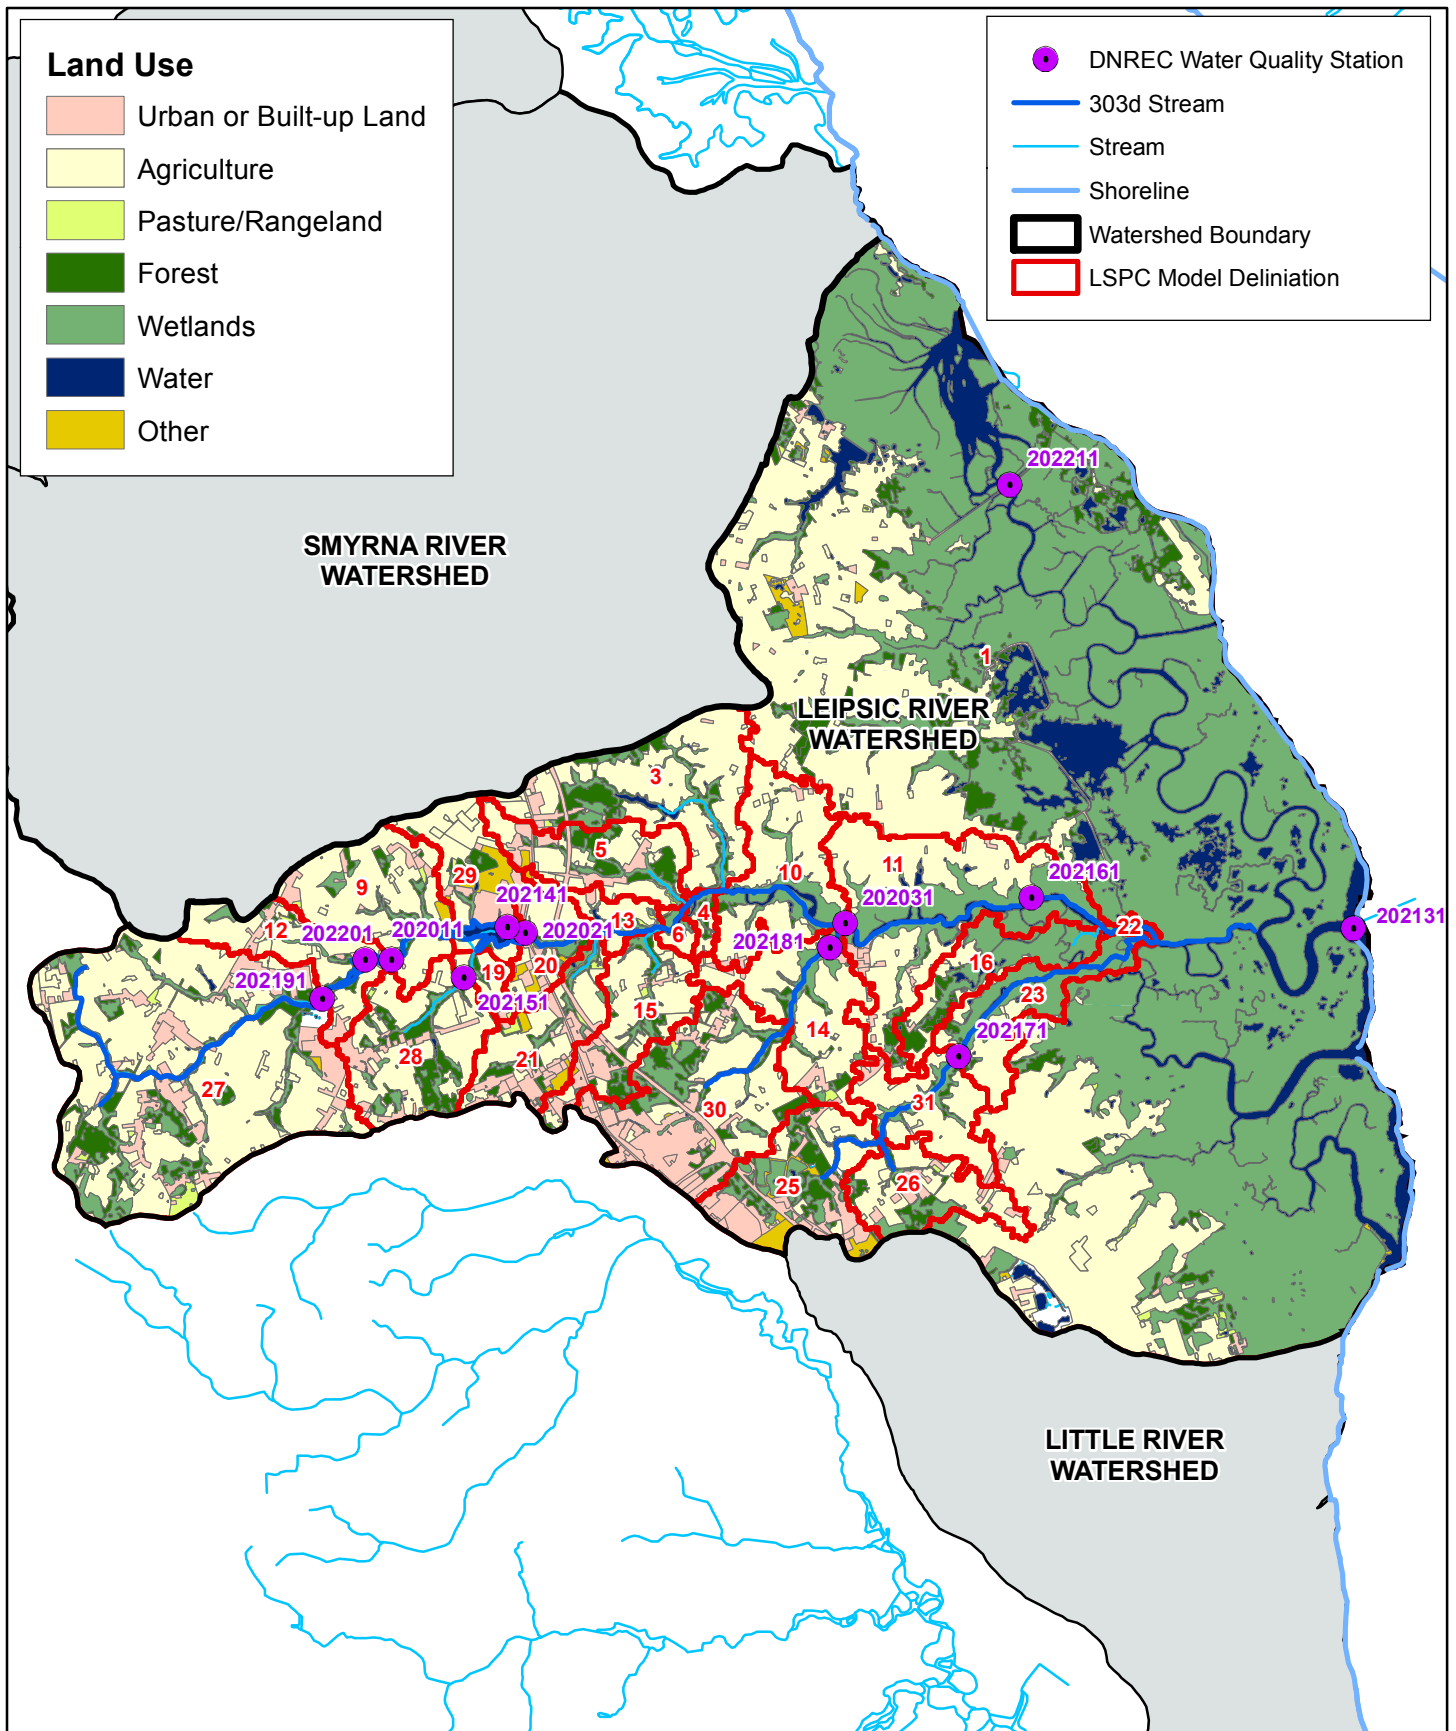 Land Use
Urban or Built-up Land
Agriculture
Pasture/Rangeland
Forest
Wetlands
Water
Other
DNREC Water Quality Station
303d Stream
Stream
Shoreline
Watershed Boundary
LSPC Model Deliniation
202211
SMYRNA RIVER
WATERSHED
1
LEIPSIC RIVER
WATERSHED
3
5
10
11
9
29
202161
202141
202031
4
13
12
202201
202011
202021
6
202181
22
202131
19
20
16
202191
202151
23
15
14
202171
28
21
27
31
30
25
26
LITTLE RIVER
WATERSHED